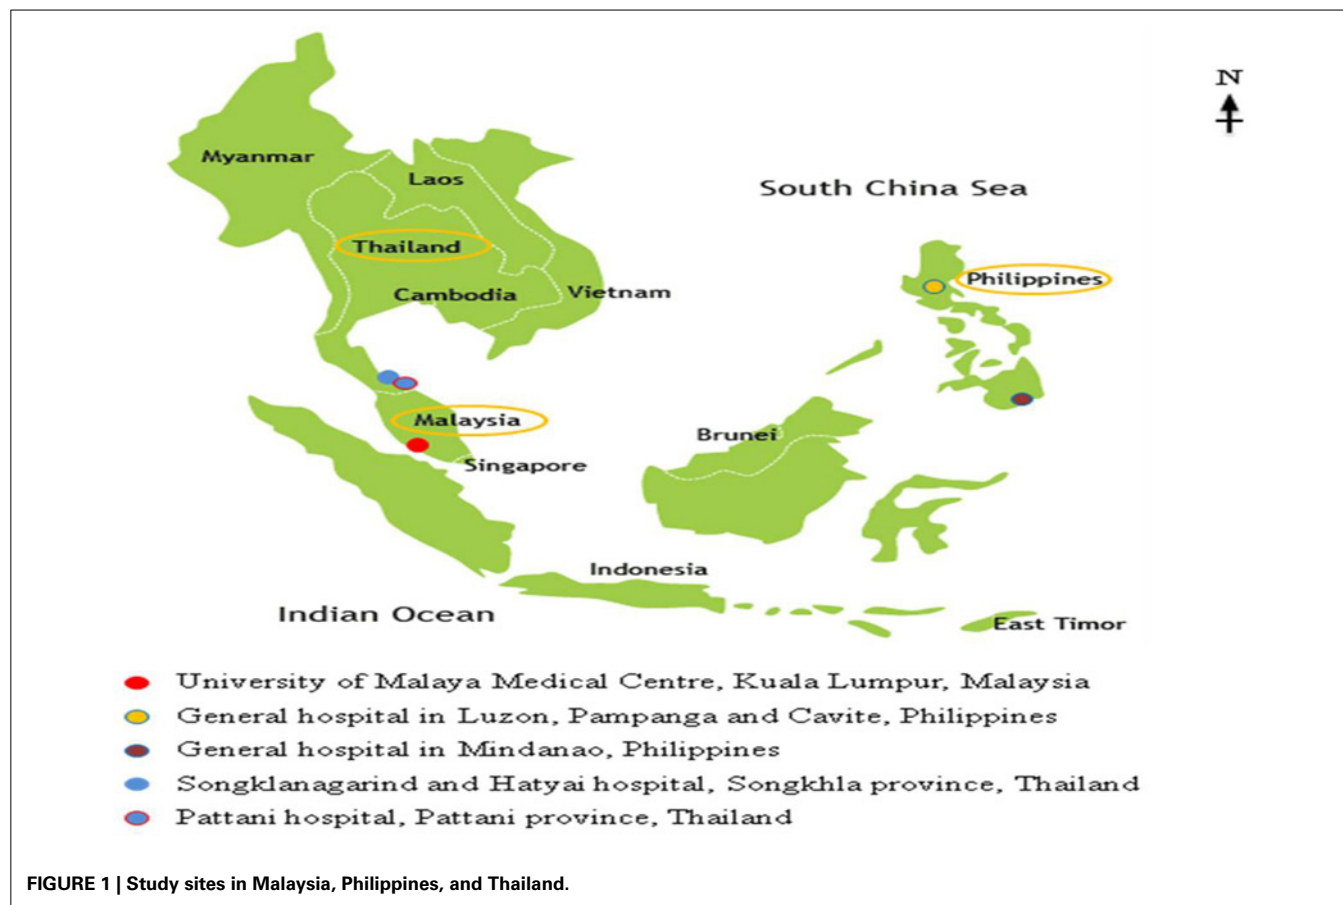 N
Myanmar
Laos
South China Sea
Thailand
Philippines
Cambodia
Vietnam
Malaysia
Brunei
Singapore
Indonesia
Indian Ocean
East Timor
University of Malaya Medical Centre, Kuala Lumpur, Malaysia
General hospital in Luzon, Pampanga and Cavite, Philippines
General hospital in Mindanao, Philippines
Songklanagarind and Hatyai hospital, Songkhla province, Thailand
Pattani hospital, Pattani province, Thailand
FIGURE 1 | Study sites in Malaysia, Philippines, and Thailand.